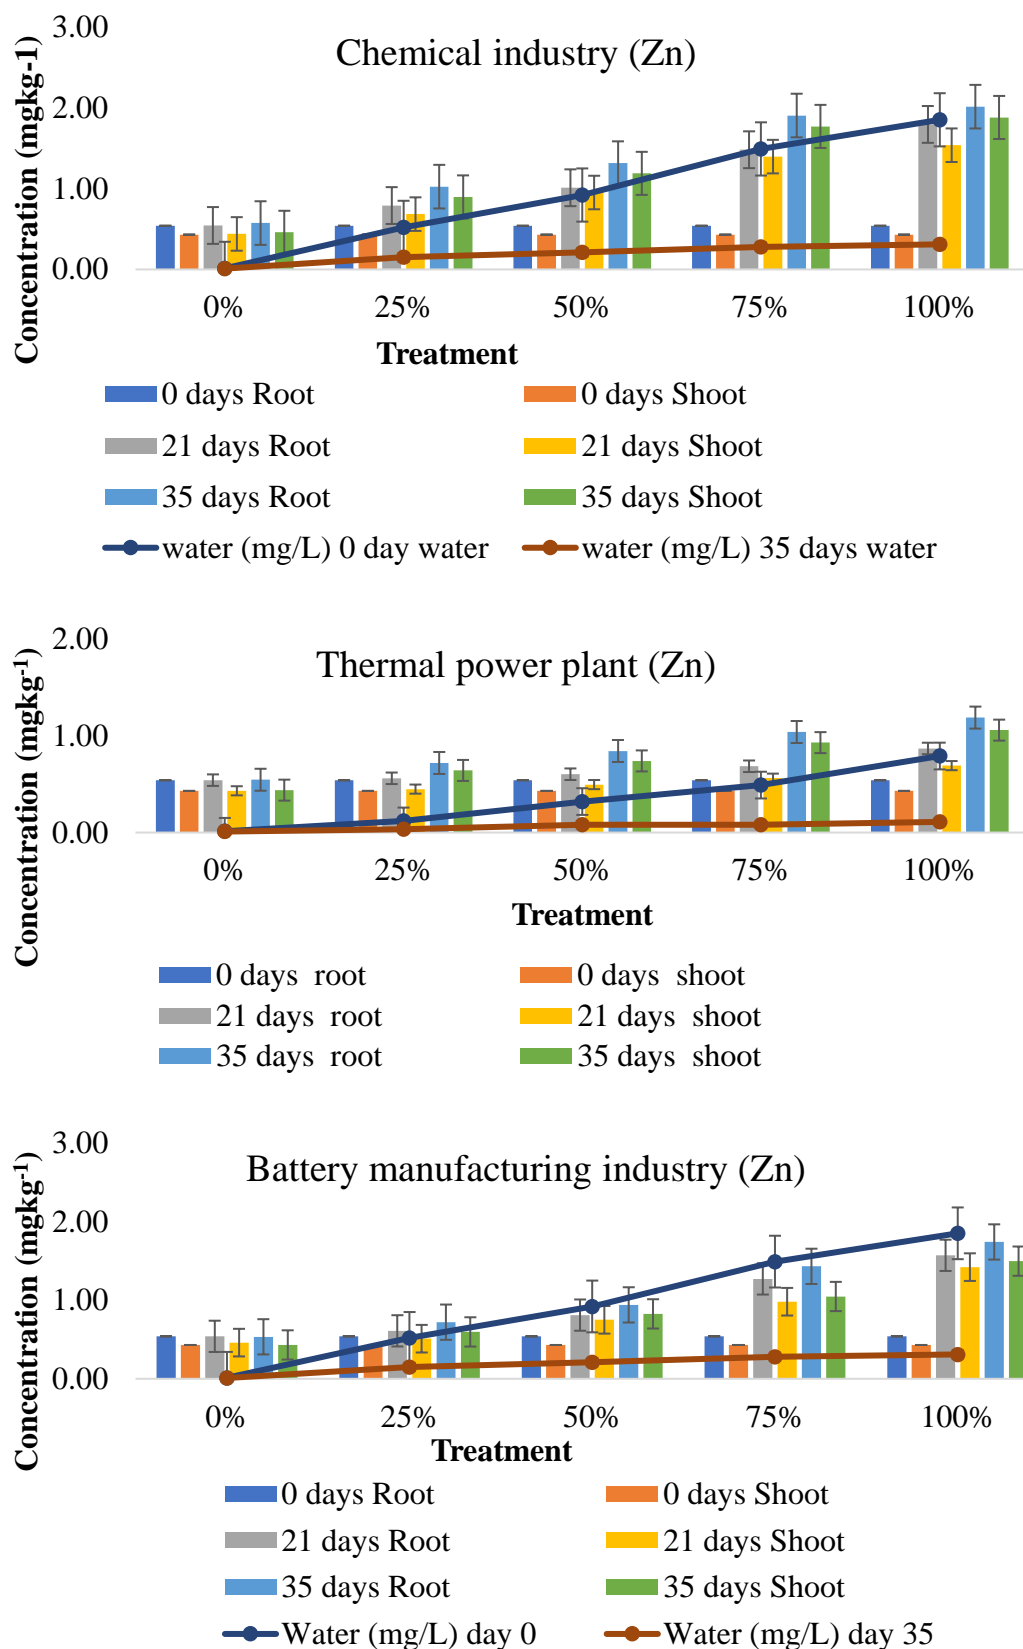 Chemical industry (Zn)
Concentration (mgkg-1)
3.00
2.00
1.00
0.00
0% 25% 50% 75% 100%
Treatment
0 days Root 0 days Shoot
21 days Root 21 days Shoot
35 days Root 35 days Shoot
water (mg/L) 0 day water water (mg/L) 35 days water
Thermal power plant (Zn)
Concentration (mgkg-1)
2.00
1.00
0.00
0% 25% 50% 75% 100%
Treatment
0 days root 0 days shoot
21 days root 21 days shoot
35 days root 35 days shoot
Battery manufacturing industry (Zn)
Concentration (mgkg-1)
3.00
2.00
1.00
0.00
0% 25% 50% 75% 100%
Treatment
0 days Root 0 days Shoot
21 days Root 21 days Shoot
35 days Root 35 days Shoot
Water (mg/L) day 0 Water (mg/L) day 35